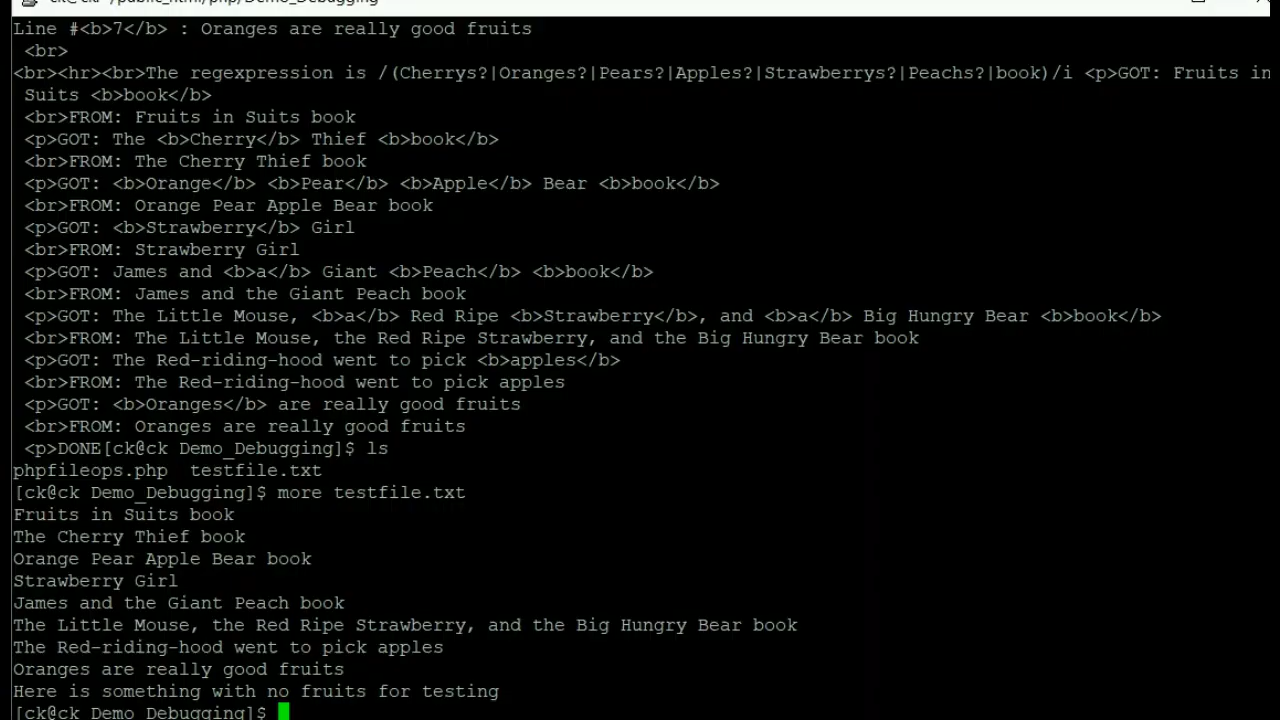 ck@ck:~/public_html/php/Demo_Debugging
Line #<b>7</b> : Oranges are really good fruits
<br>
<br><hr><br>The regexpression is /(Cherrys?|Oranges?|Pears?|Apples?|Strawberrys?|Peachs?|book)/i <p>GOT: Fruits in
Suits <b>book</b>
<br>FROM: Fruits in Suits book
<p>GOT: The <b>Cherry</b> Thief <b>book</b>
<br>FROM: The Cherry Thief book
<p>GOT: <b>Orange</b> <b>Pear</b> <b>Apple</b> Bear <b>book</b>
<br>FROM: Orange Pear Apple Bear book
<p>GOT: <b>Strawberry</b> Girl
<br>FROM: Strawberry Girl
<p>GOT: James and <b>a</b> Giant <b>Peach</b> <b>book</b>
<br>FROM: James and the Giant Peach book
<p>GOT: The Little Mouse, <b>a</b> Red Ripe <b>Strawberry</b>, and <b>a</b> Big Hungry Bear <b>book</b>
<br>FROM: The Little Mouse, the Red Ripe Strawberry, and the Big Hungry Bear book
<p>GOT: The Red-riding-hood went to pick <b>apples</b>
<br>FROM: The Red-riding-hood went to pick apples
<p>GOT: <b>Oranges</b> are really good fruits
<br>FROM: Oranges are really good fruits
<p>DONE[ck@ck Demo_Debugging]$ ls
phpfileops.php  testfile.txt
[ck@ck Demo_Debugging]$ more testfile.txt
Fruits in Suits book
The Cherry Thief book
Orange Pear Apple Bear book
Strawberry Girl
James and the Giant Peach book
The Little Mouse, the Red Ripe Strawberry, and the Big Hungry Bear book
The Red-riding-hood went to pick apples
Oranges are really good fruits
Here is something with no fruits for testing
[ck@ck Demo_Debugging]$